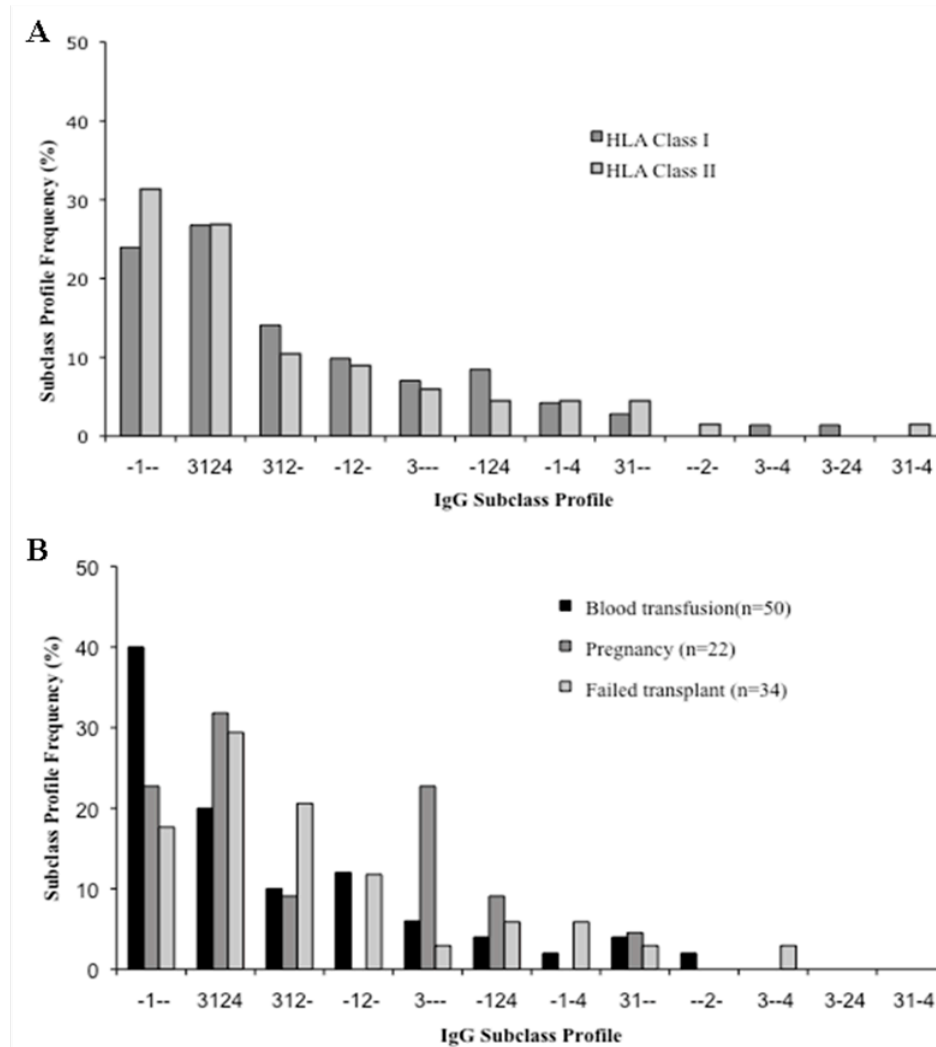 A
50
40
30
20
10
0
Subclass Profile Frequency (%)
HLA Class I
HLA Class II
-1-- 3124 312- -12- 3--- -124 -1-4 31-- --2- 3--4 3-24 31-4
IgG Subclass Profile
B
50
40
30
20
10
0
Subclass Profile Frequency (%)
Blood transfusion(n=50)
Pregnancy (n=22)
Failed transplant (n=34)
-1-- 3124 312- -12- 3--- -124 -1-4 31-- --2- 3--4 3-24 31-4
IgG Subclass Profile